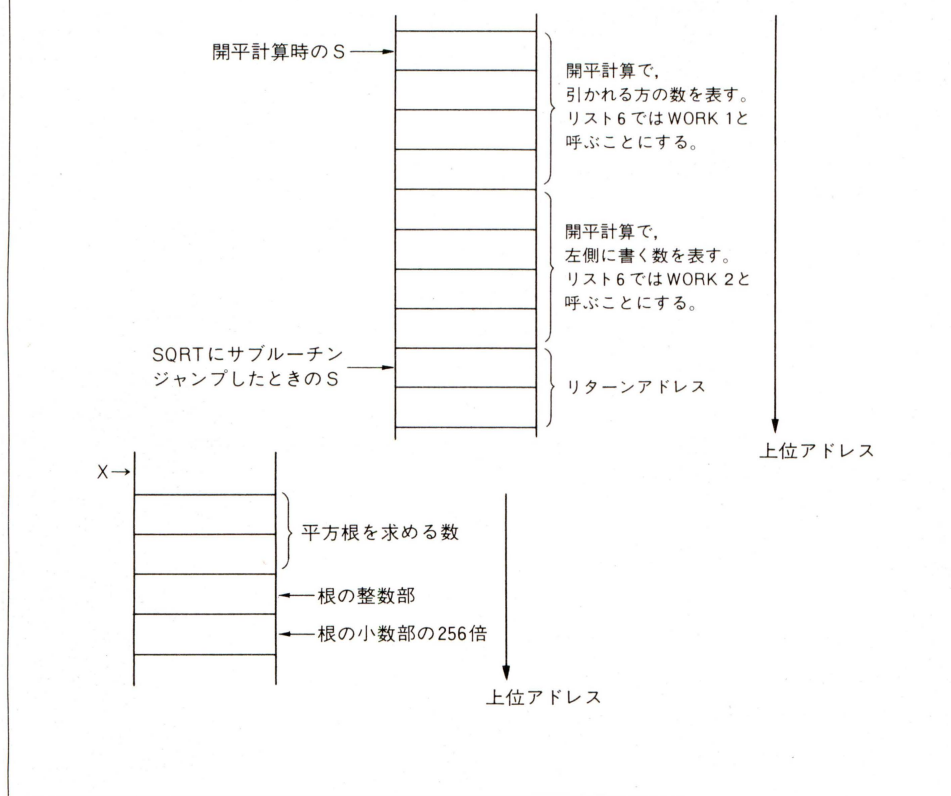 開平計算時のS
開平計算で,
引かれる方の数を表す。
リスト6ではWORK 1と
呼ぶことにする。
開平計算で,
左側に書く数を表す。
リスト6ではWORK 2と
呼ぶことにする。
SQRTにサブルーチン
ジャンプしたときのS
リターンアドレス
上位アドレス
X
平方根を求める数
根の整数部
根の小数部の256倍
上位アドレス